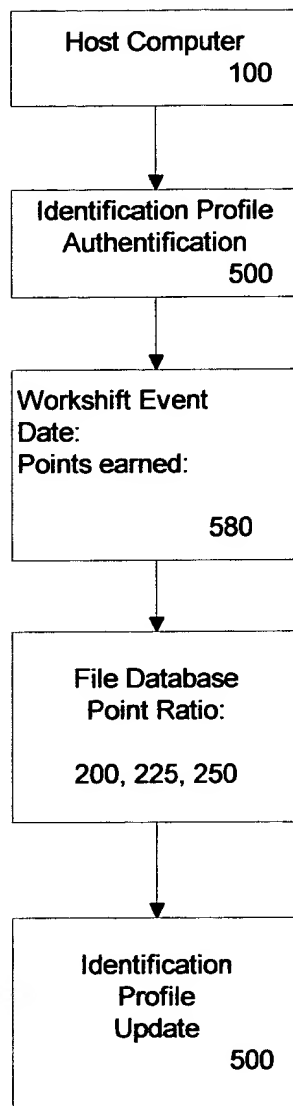 Host Computer
100
Identification Profile
Authentification
500
Workshift Event
Date:
Points earned:
580
File Database
Point Ratio:
200, 225, 250
Identification
Profile
Update
500